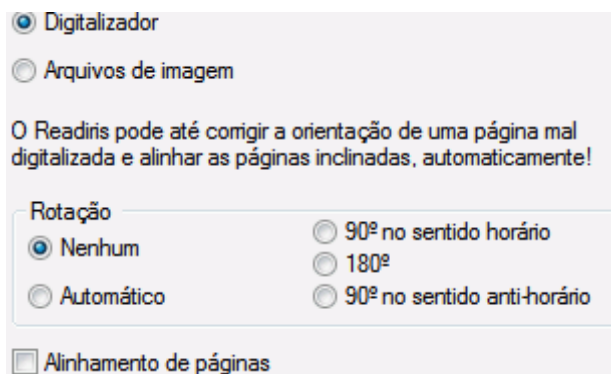 Digitalizador
Arquivos de imagem
O Readiris pode até corrigir a orientação de uma página mal
digitalizada e alinhar as páginas inclinadas, automaticamente!
Rotação
Nenhum
Automático
90º no sentido horário
180º
90º no sentido anti-horário
Alinhamento de páginas